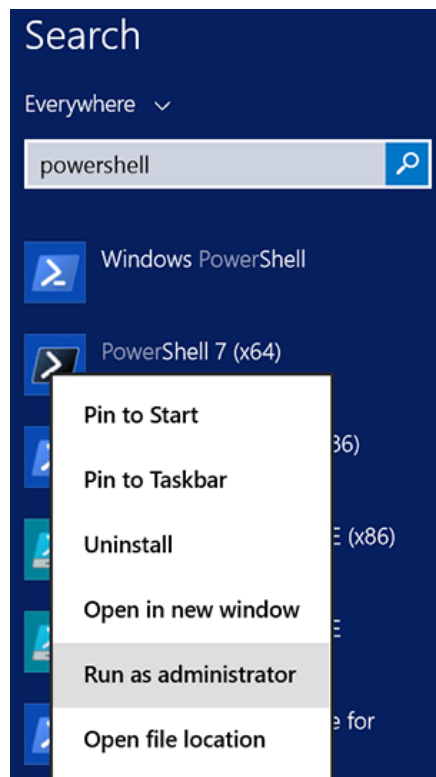 Search
Everywhere
powershell
Windows PowerShell
PowerShell 7 (x64)
Pin to Start
36)
Pin to Taskbar
Uninstall
E (x86)
Open in new window
E
Run as administrator
e for
Open file location